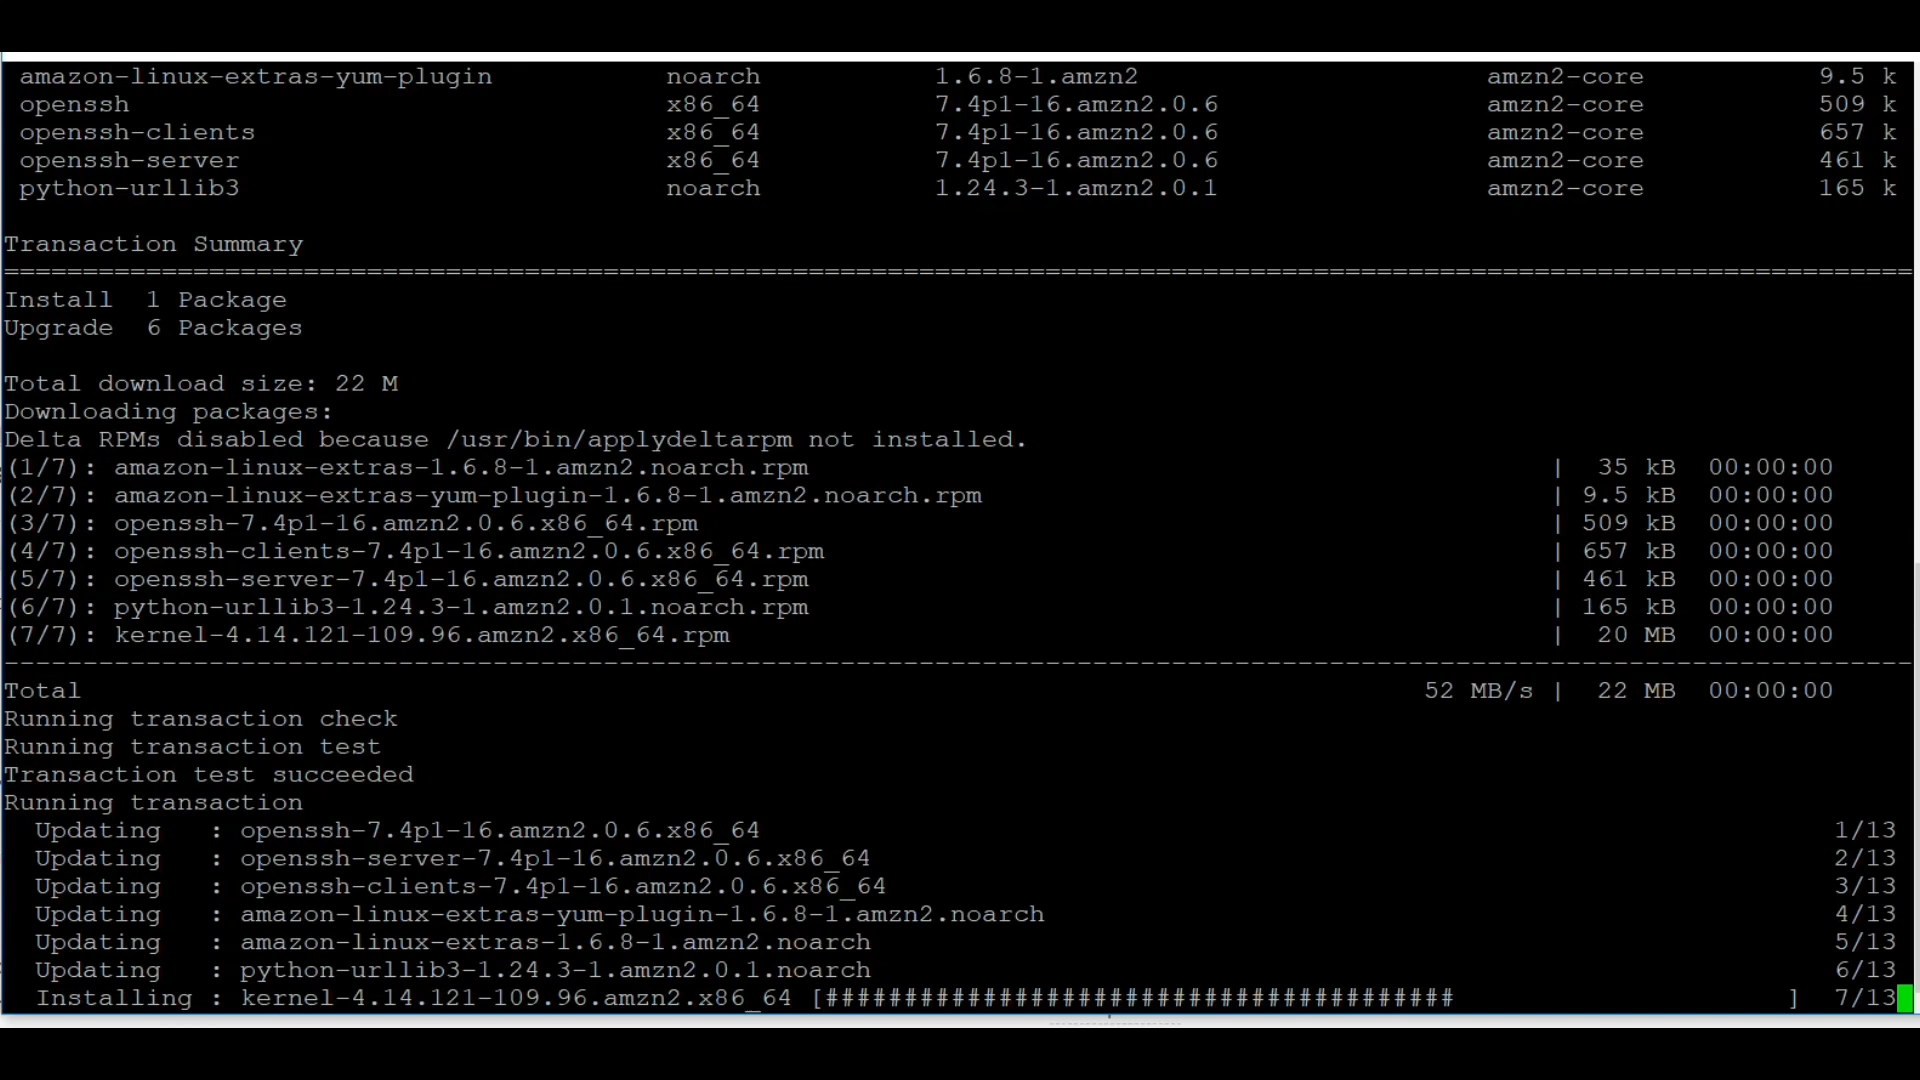 amazon-linux-extras-yum-plugin noarch 1.6.8-1.amzn2 amzn2-core 9.5 k
openssh x86_64 7.4p1-16.amzn2.0.6 amzn2-core 509 k
openssh-clients x86_64 7.4p1-16.amzn2.0.6 amzn2-core 657 k
openssh-server x86_64 7.4p1-16.amzn2.0.6 amzn2-core 461 k
python-urllib3 noarch 1.24.3-1.amzn2.0.1 amzn2-core 165 k
Transaction Summary
=========================================================================================================================
Install 1 Package
Upgrade 6 Packages
Total download size: 22 M
Downloading packages:
Delta RPMs disabled because /usr/bin/applydeltarpm not installed.
(1/7): amazon-linux-extras-1.6.8-1.amzn2.noarch.rpm | 35 kB 00:00:00
(2/7): amazon-linux-extras-yum-plugin-1.6.8-1.amzn2.noarch.rpm | 9.5 kB 00:00:00
(3/7): openssh-7.4p1-16.amzn2.0.6.x86_64.rpm | 509 kB 00:00:00
(4/7): openssh-clients-7.4p1-16.amzn2.0.6.x86_64.rpm | 657 kB 00:00:00
(5/7): openssh-server-7.4p1-16.amzn2.0.6.x86_64.rpm | 461 kB 00:00:00
(6/7): python-urllib3-1.24.3-1.amzn2.0.1.noarch.rpm | 165 kB 00:00:00
(7/7): kernel-4.14.121-109.96.amzn2.x86_64.rpm | 20 MB 00:00:00
-------------------------------------------------------------------------------------------------------------------------
Total 52 MB/s | 22 MB 00:00:00
Running transaction check
Running transaction test
Transaction test succeeded
Running transaction
Updating : openssh-7.4p1-16.amzn2.0.6.x86_64 1/13
Updating : openssh-server-7.4p1-16.amzn2.0.6.x86_64 2/13
Updating : openssh-clients-7.4p1-16.amzn2.0.6.x86_64 3/13
Updating : amazon-linux-extras-yum-plugin-1.6.8-1.amzn2.noarch 4/13
Updating : amazon-linux-extras-1.6.8-1.amzn2.noarch 5/13
Updating : python-urllib3-1.24.3-1.amzn2.0.1.noarch 6/13
Installing : kernel-4.14.121-109.96.amzn2.x86_64 [######################################## ] 7/13